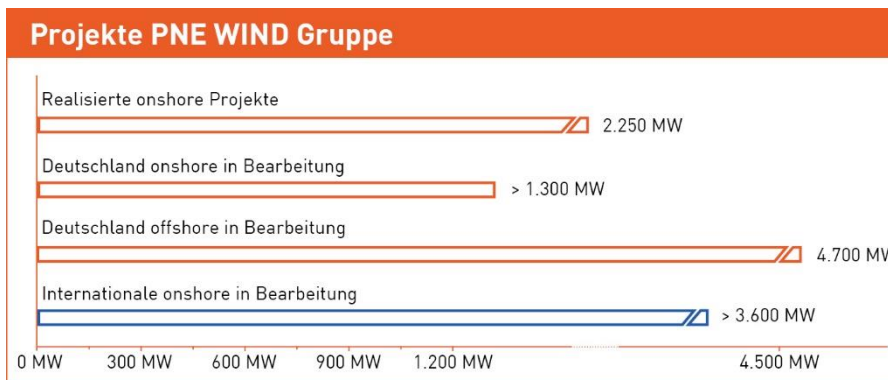 Projekte PNE WIND Gruppe
Realisierte onshore Projekte
2.250 MW
Deutschland onshore in Bearbeitung
> 1.300 MW
Deutschland offshore in Bearbeitung
4.700 MW
Internationale onshore in Bearbeitung
> 3.600 MW
0 MW 300 MW 600 MW 900 MW 1.200 MW 4.500 MW